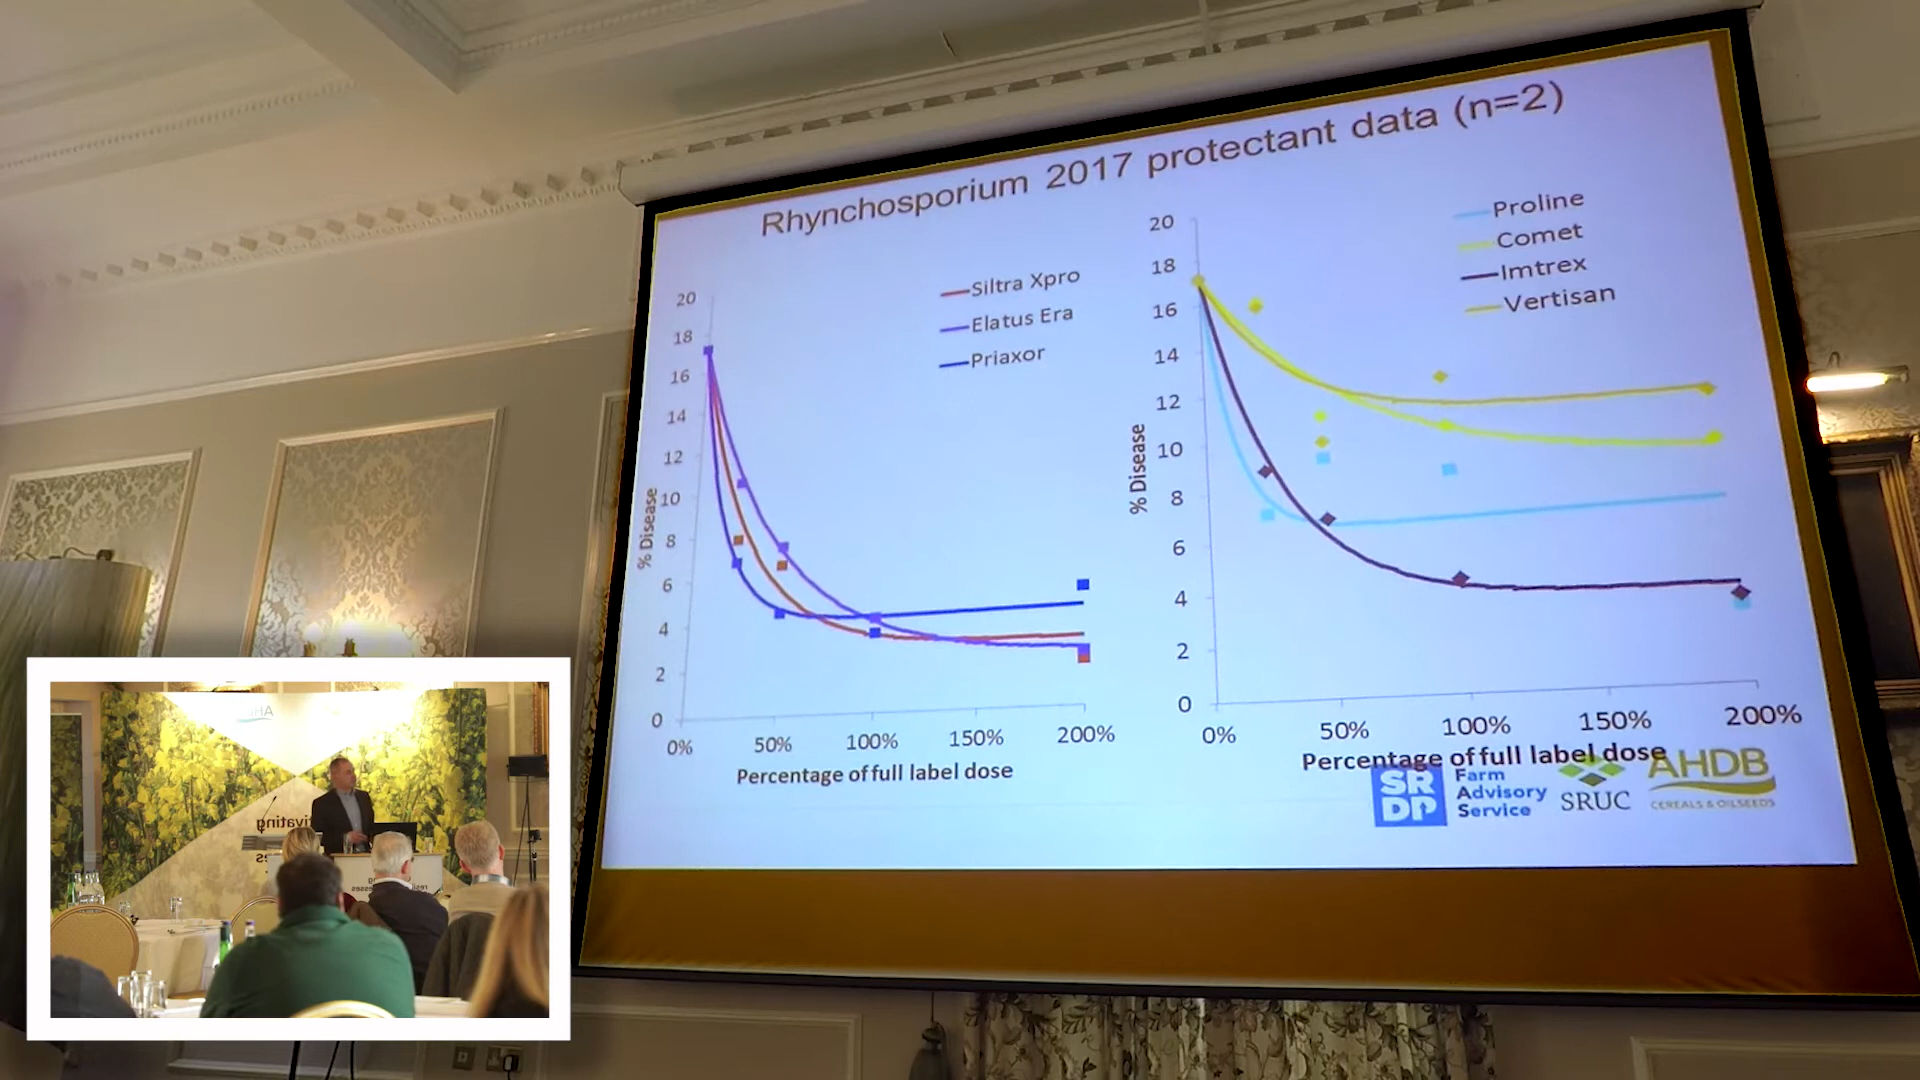 Rhynchosporium 2017 protectant data (n=2)
Siltra Xpro
Elatus Era
Priaxor
20
18
16
14
12
10
8
6
4
2
0
% Disease
0% 50% 100% 150% 200%
Percentage of full label dose
Proline
Comet
Imtrex
Vertisan
20
18
16
14
12
10
8
6
4
2
0
% Disease
0% 50% 100% 150% 200%
Percentage of full label dose
SR
DP
Farm
Advisory
Service
SRUC
AHDB
CEREALS & OILSEEDS